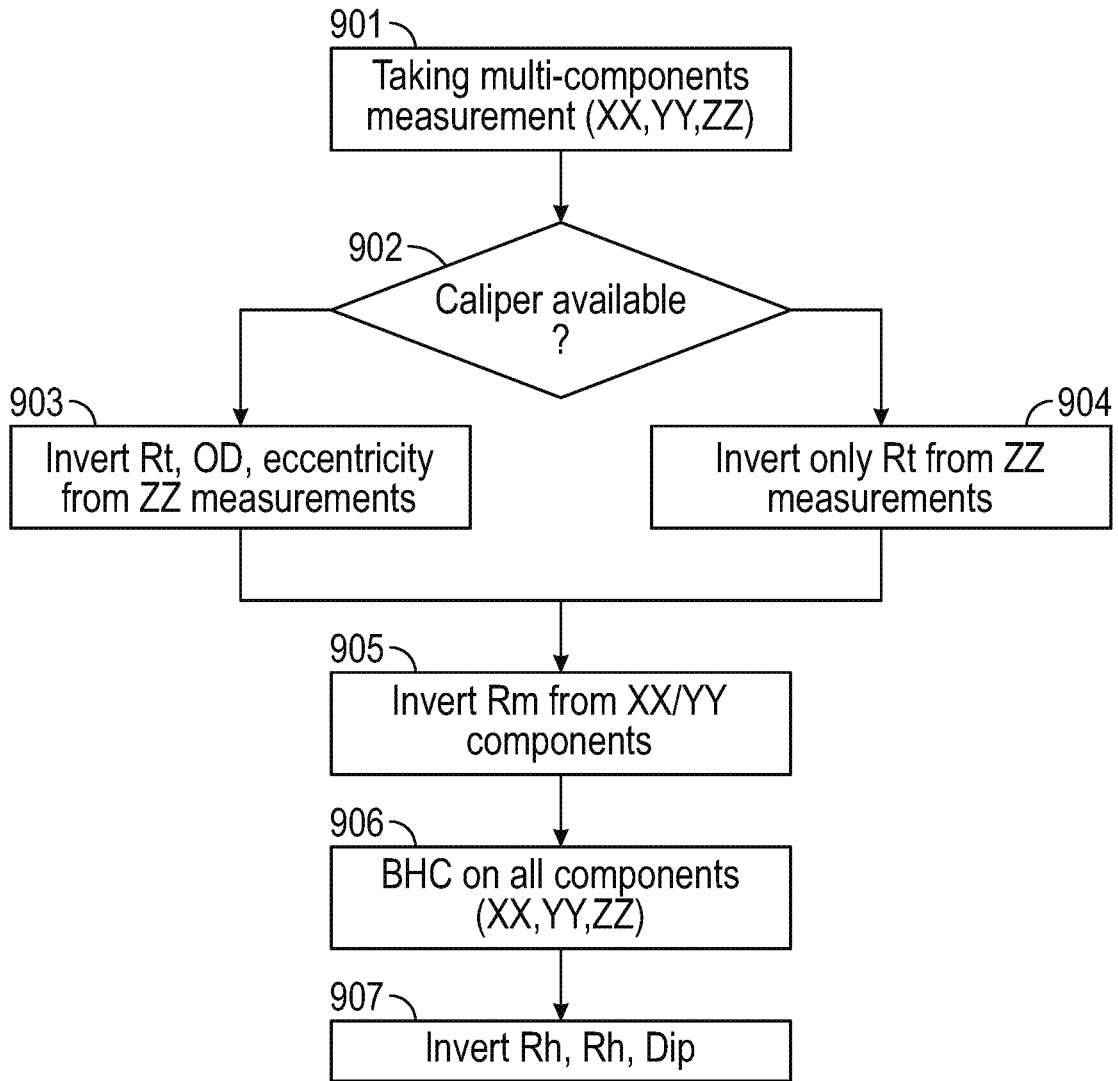 901
Taking multi-components
measurement (XX,YY,ZZ)
902
Caliper available
?
903
Invert Rt, OD, eccentricity
from ZZ measurements
904
Invert only Rt from ZZ
measurements
905
Invert Rm from XX/YY
components
906
BHC on all components
(XX,YY,ZZ)
907
Invert Rh, Rh, Dip